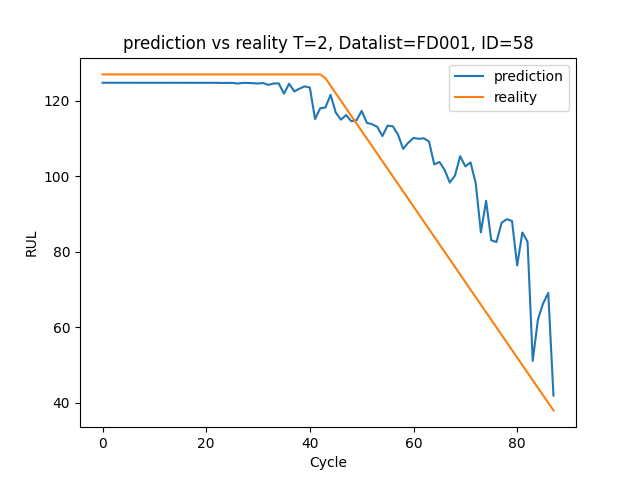 prediction vs reality T=2, Datalist=FD001, ID=58
prediction
reality
RUL
120
100
80
60
40
0
20
40
60
80
Cycle